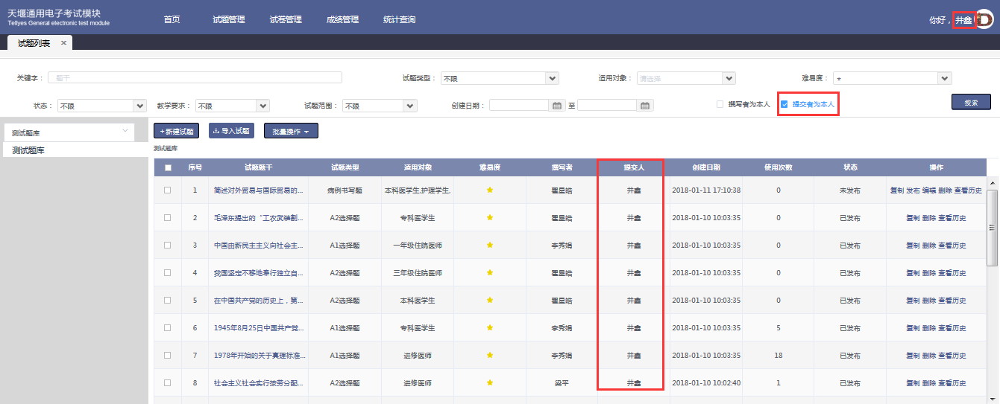 天堰通用电子考试模块
Tellyes General electronic test module
首页 试题管理 试卷管理 成绩管理 统计查询
你好，井鑫
试题列表 ×
关键字： 题干 试题类型： 不限 适用对象： 请选择 难易度： *
状态： 不限 教学要求： 不限 试题范围： 不限 创建日期： 至 撰写者为本人 提交者为本人 搜索
测试题库 +新建试题 导入试题 批量操作
测试题库 测试题库
序号 试题题干 试题类型 适用对象 难易度 撰写者 提交人 创建日期 使用次数 状态 操作
1 简述对外贸易与国际贸易的... 病例书写题 本科医学生,护理学生, 瞿星皓 井鑫 2018-01-11 17:10:38 0 未发布 复制 发布 编辑 删除 查看历史
2 毛泽东提出的“工农武装割... A2选择题 专科医学生 瞿星皓 井鑫 2018-01-10 10:03:35 0 已发布 复制 删除 查看历史
3 中国由新民主主义向社会主... A1选择题 一年级住院医师 李秀娟 井鑫 2018-01-10 10:03:35 0 已发布 复制 删除 查看历史
4 我国坚定不移地奉行独立自... A2选择题 三年级住院医师 瞿星皓 井鑫 2018-01-10 10:03:35 0 已发布 复制 删除 查看历史
5 在中国共产党的历史上，第... A2选择题 本科医学生 瞿星皓 井鑫 2018-01-10 10:03:35 0 已发布 复制 删除 查看历史
6 1945年8月25日中国共产党... A1选择题 专科医学生 李秀娟 井鑫 2018-01-10 10:03:35 5 已发布 复制 删除 查看历史
7 1978年开始的关于真理标准... A1选择题 进修医师 李秀娟 井鑫 2018-01-10 10:03:35 18 已发布 复制 删除 查看历史
8 社会主义社会实行按劳分配... A2选择题 进修医师 梁平 井鑫 2018-01-10 10:02:40 1 已发布 复制 删除 查看历史